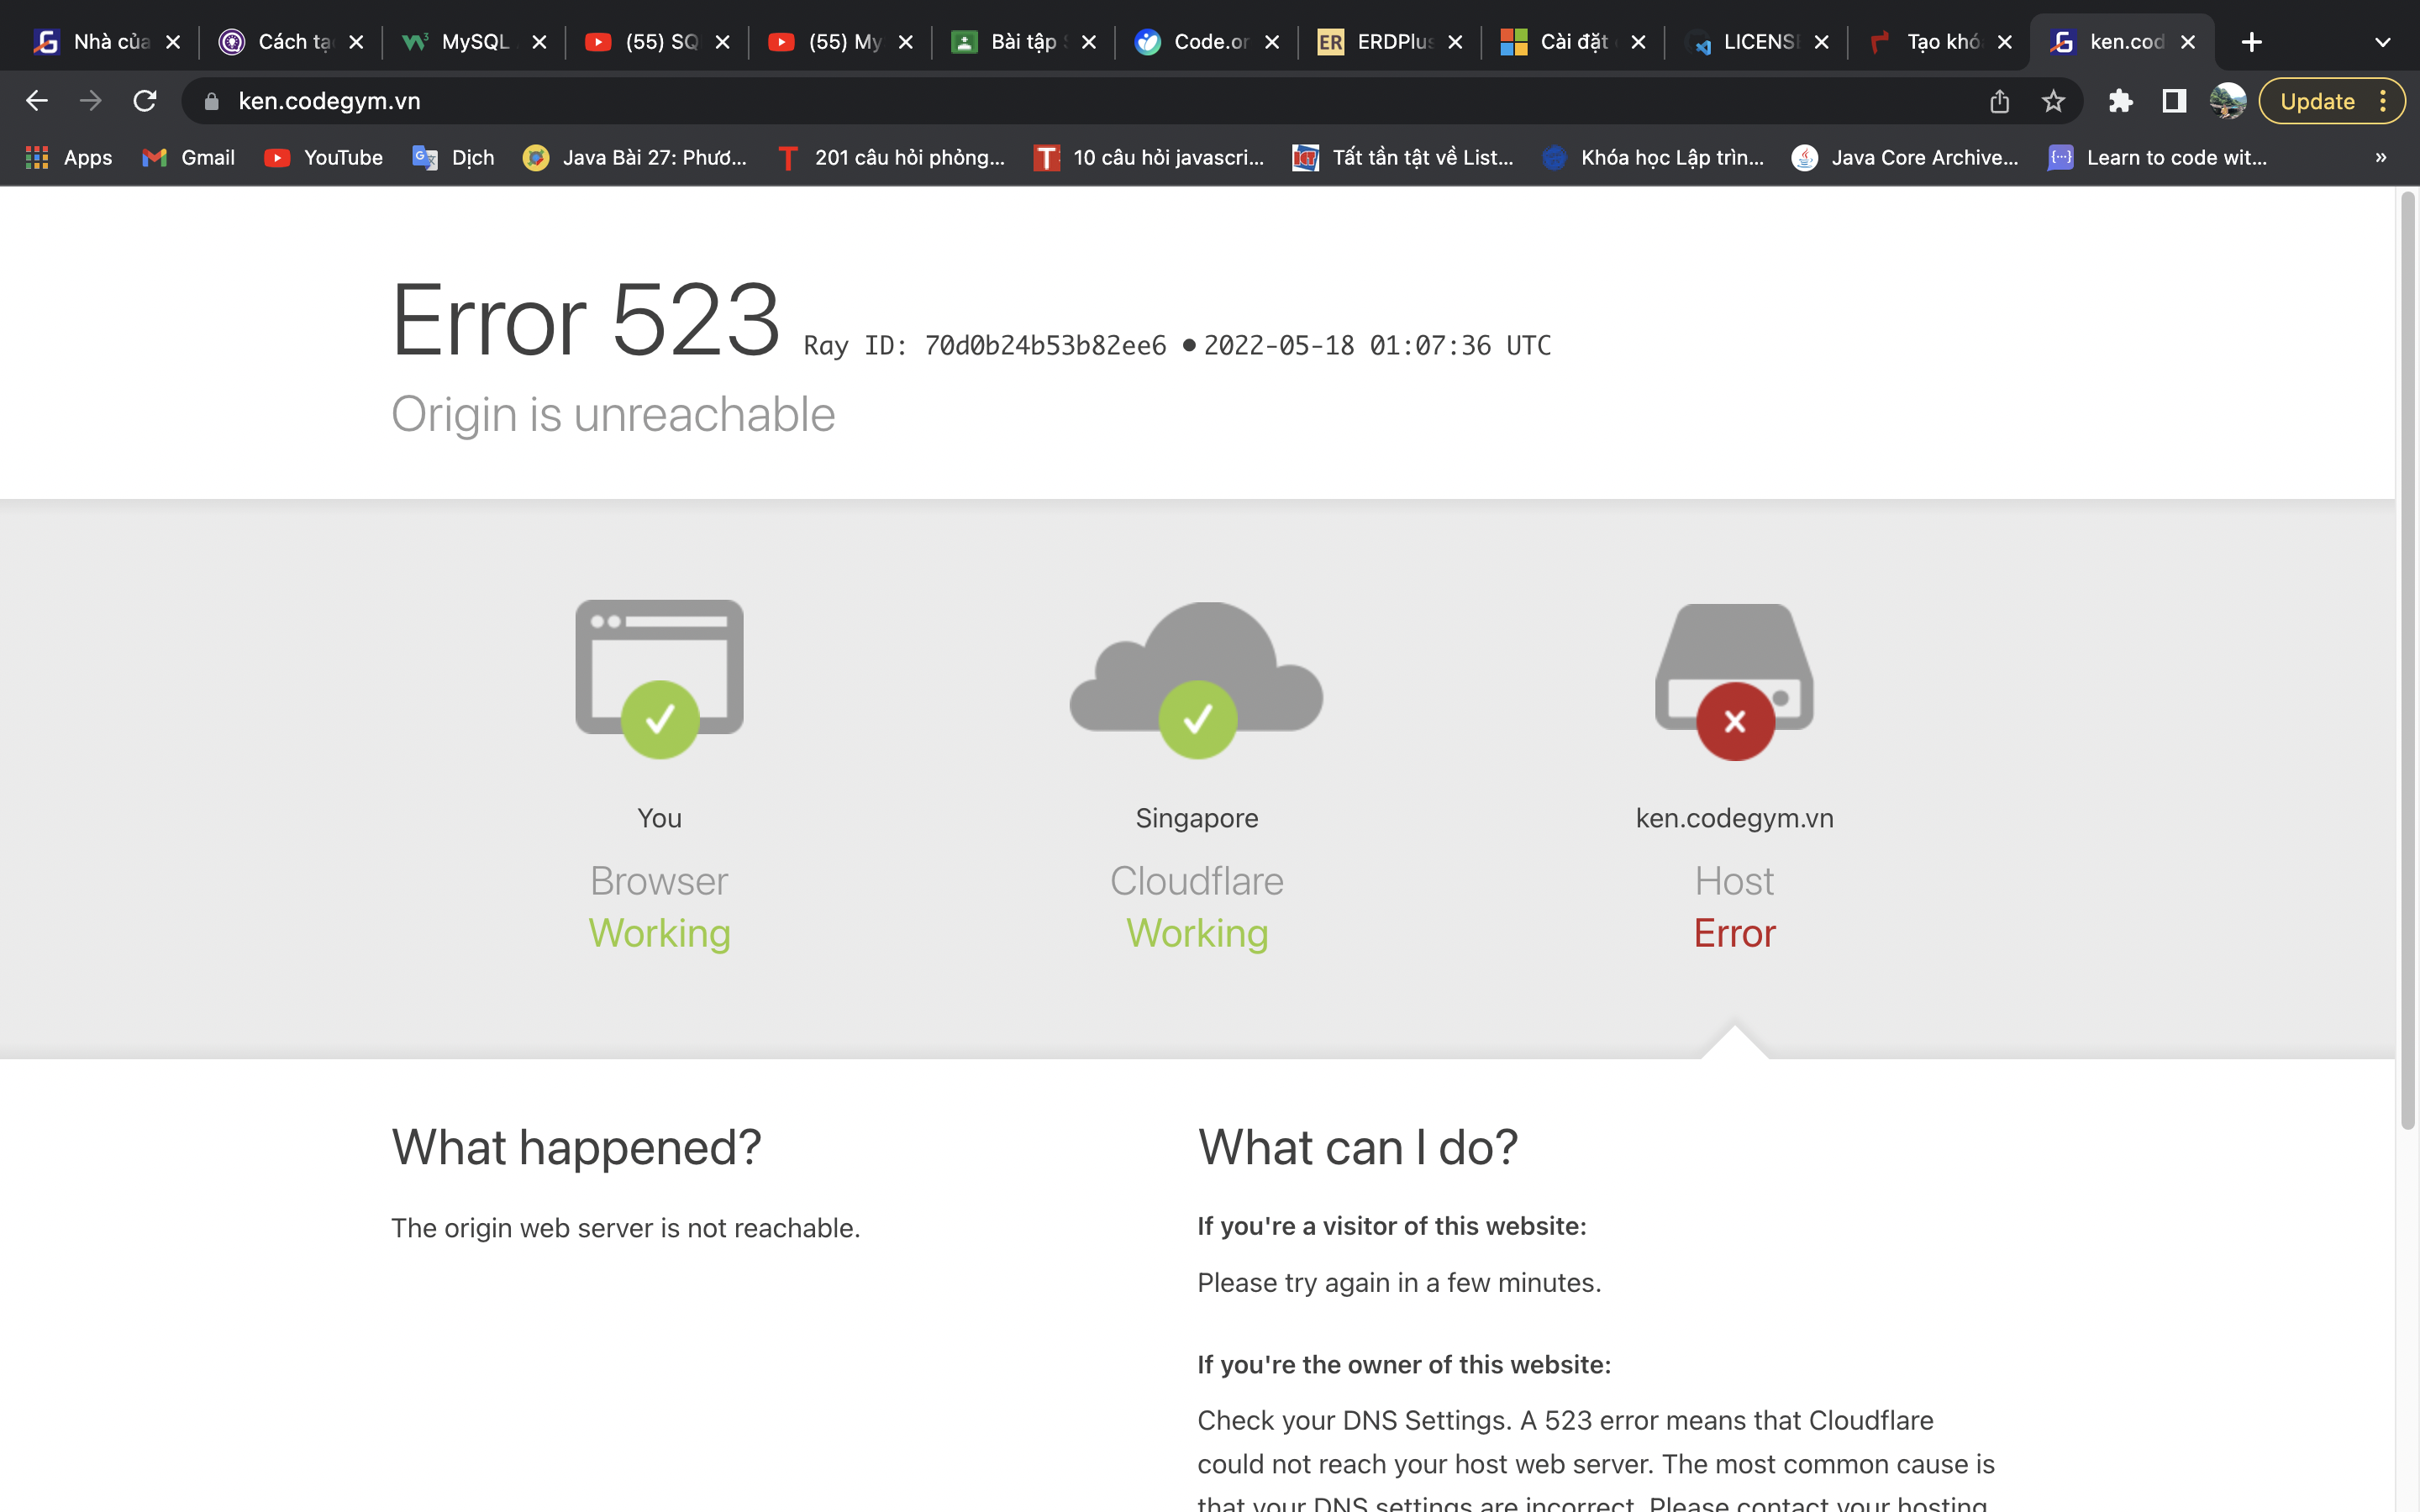 Nhà của
Cách tạ
MySQL
(55) SQ
(55) My
Bài tập
Code.or
ERDPlus
Cài đặt
LICENS
Tạo khó
ken.cod
ken.codegym.vn
Update
Apps
Gmail
YouTube
Dịch
Java Bài 27: Phươ...
201 câu hỏi phỏng...
10 câu hỏi javascri...
Tất tần tật về List...
Khóa học Lập trìn...
Java Core Archive...
Learn to code wit...
»
Error 523 Ray ID: 70d0b24b53b82ee6 • 2022-05-18 01:07:36 UTC
Origin is unreachable
You
Browser
Working
Singapore
Cloudflare
Working
ken.codegym.vn
Host
Error
What happened?
The origin web server is not reachable.
What can I do?
If you're a visitor of this website:
Please try again in a few minutes.
If you're the owner of this website:
Check your DNS Settings. A 523 error means that Cloudflare
could not reach your host web server. The most common cause is
that your DNS settings are incorrect. Please contact your hosting